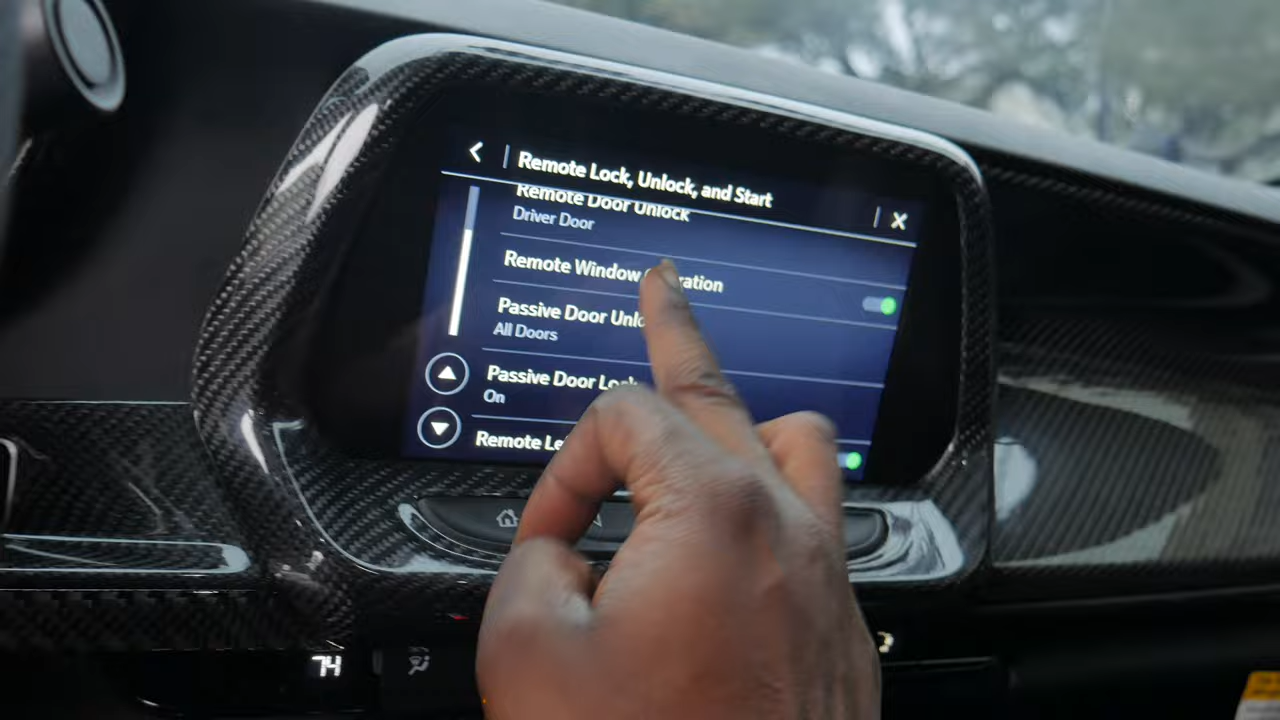 Remote Lock, Unlock, and Start
Remote Door Unlock
Driver Door
Remote Window
Passive Door
All Doors
Passive Door
On
Remote
74